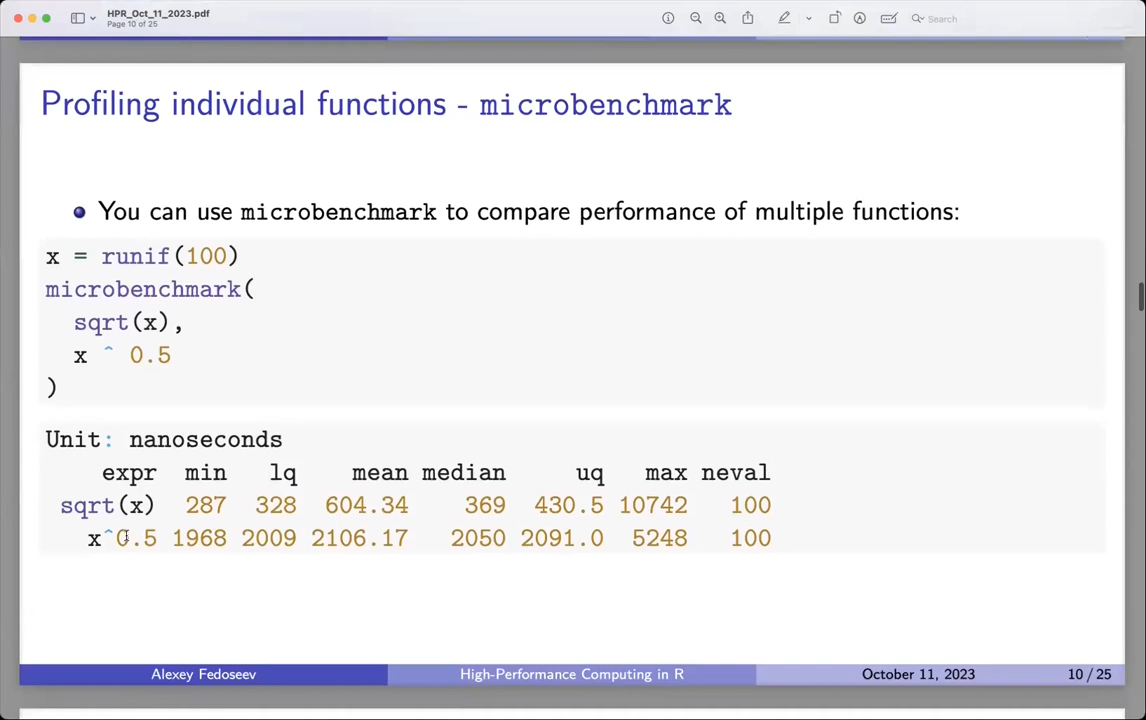 HPR_Oct_11_2023.pdf
Page 10 of 25
Search
Profiling individual functions - microbenchmark
You can use microbenchmark to compare performance of multiple functions:
x = runif(100)
microbenchmark(
sqrt(x),
x ^ 0.5
)
Unit: nanoseconds
expr min lq mean median uq max neval
sqrt(x) 287 328 604.34 369 430.5 10742 100
x^0.5 1968 2009 2106.17 2050 2091.0 5248 100
Alexey Fedoseev High-Performance Computing in R October 11, 2023 10 / 25